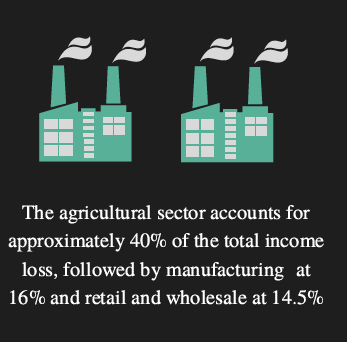 The agricultural sector accounts for
approximately 40% of the total income
loss, followed by manufacturing at
16% and retail and wholesale at 14.5%